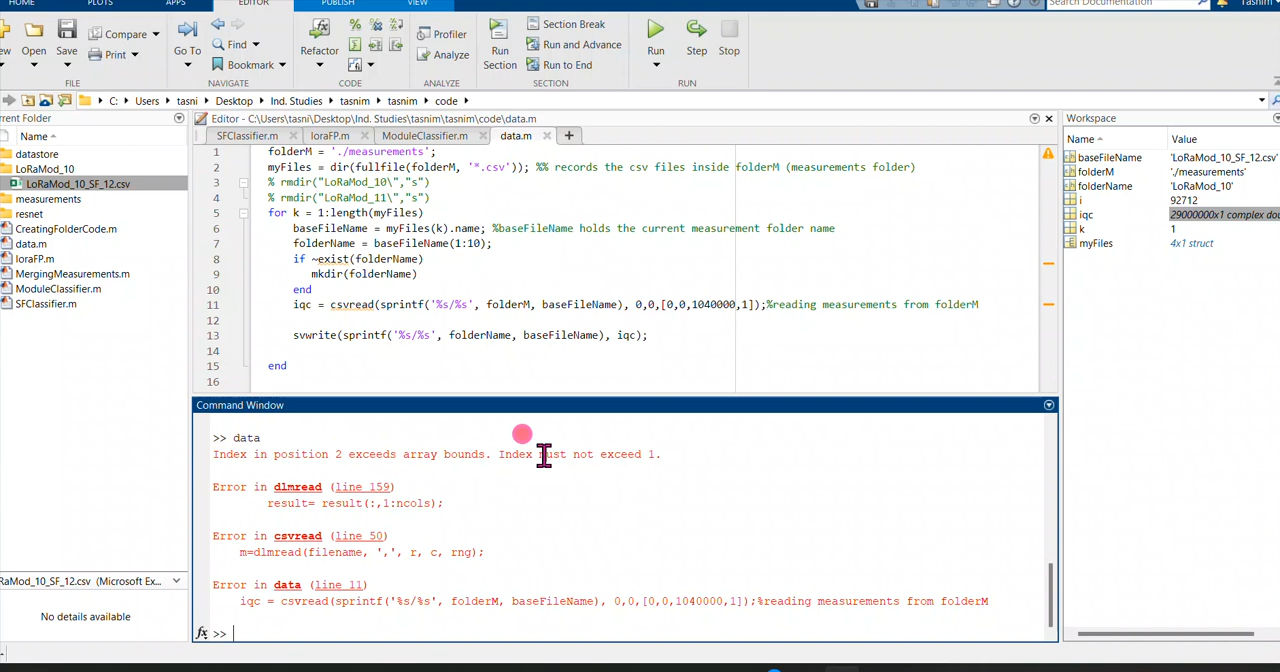 HOME PLOTS APPS EDITOR PUBLISH VIEW
Search Documentation Tasnim
Open Save Compare Print
Go To Find Bookmark
Refactor
Profiler
Analyze
Run Section
Section Break
Run and Advance
Run to End
Run Step Stop
FILE NAVIGATE CODE ANALYZE SECTION RUN
C: Users tasni Desktop Ind. Studies tasnim tasnim code
Folder
Name
datastore
LoRaMod_10
LoRaMod_10_SF_12.csv
measurements
resnet
CreatingFolderCode.m
data.m
loraFP.m
MergingMeasurements.m
ModuleClassifier.m
SFClassifier.m
RaMod_10_SF_12.csv (Microsoft Ex...
No details available
Editor - C:\Users\tasni\Desktop\Ind. Studies\tasnim\tasnim\code\data.m
SFClassifier.m loraFP.m ModuleClassifier.m data.m
1 folderM = './measurements';
2 myFiles = dir(fullfile(folderM, '*.csv')); %% records the csv files inside folderM (measurements folder)
3 % rmdir("LoRaMod_10\","s")
4 % rmdir("LoRaMod_11\","s")
5 for k = 1:length(myFiles)
6 baseFileName = myFiles(k).name; %baseFileName holds the current measurement folder name
7 folderName = baseFileName(1:10);
8 if ~exist(folderName)
9 mkdir(folderName)
10 end
11 iqc = csvread(sprintf('%s/%s', folderM, baseFileName), 0,0,[0,0,1040000,1]);%reading measurements from folderM
12
13 svwrite(sprintf('%s/%s', folderName, baseFileName), iqc);
14
15 end
16
Command Window
>> data
Index in position 2 exceeds array bounds. Index must not exceed 1.
Error in dlmread (line 159)
result= result(:,1:ncols);
Error in csvread (line 50)
m=dlmread(filename, ',', r, c, rng);
Error in data (line 11)
iqc = csvread(sprintf('%s/%s', folderM, baseFileName), 0,0,[0,0,1040000,1]);%reading measurements from folderM
fx >>
Workspace
Name Value
baseFileName 'LoRaMod_10_SF_12.csv'
folderM './measurements'
folderName 'LoRaMod_10'
i 92712
iqc 29000000x1 complex dou
k 1
myFiles 4x1 struct